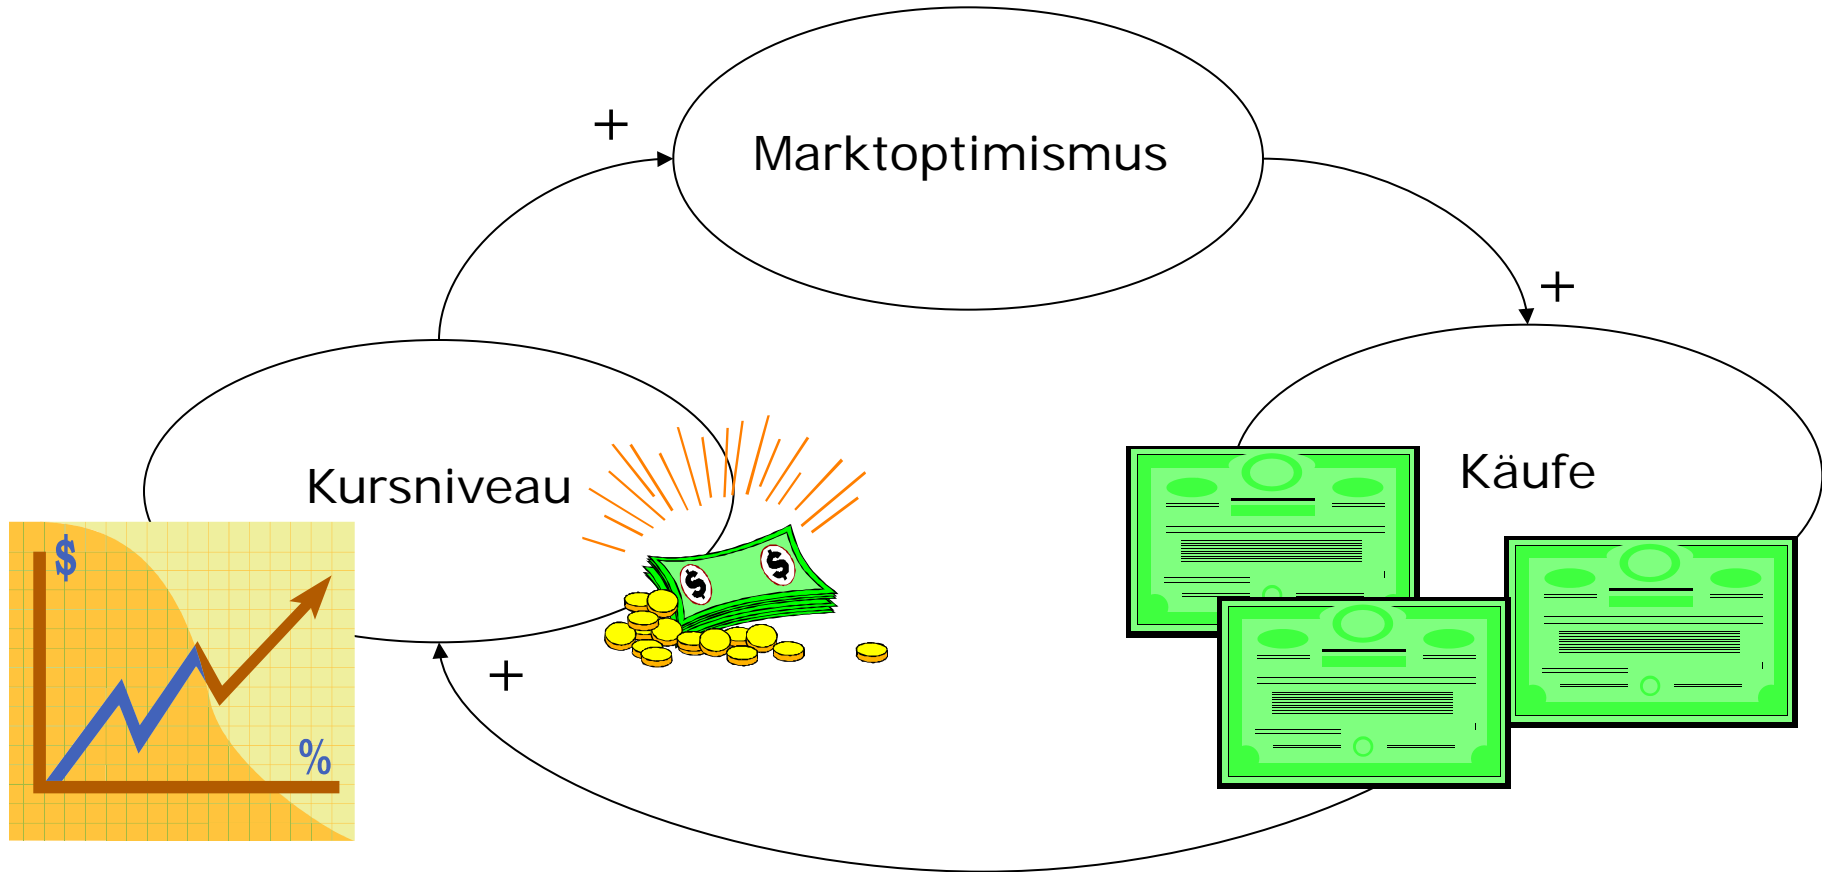 +
Marktoptimismus
+
Kursniveau
Käufe
$
$
$
%
+